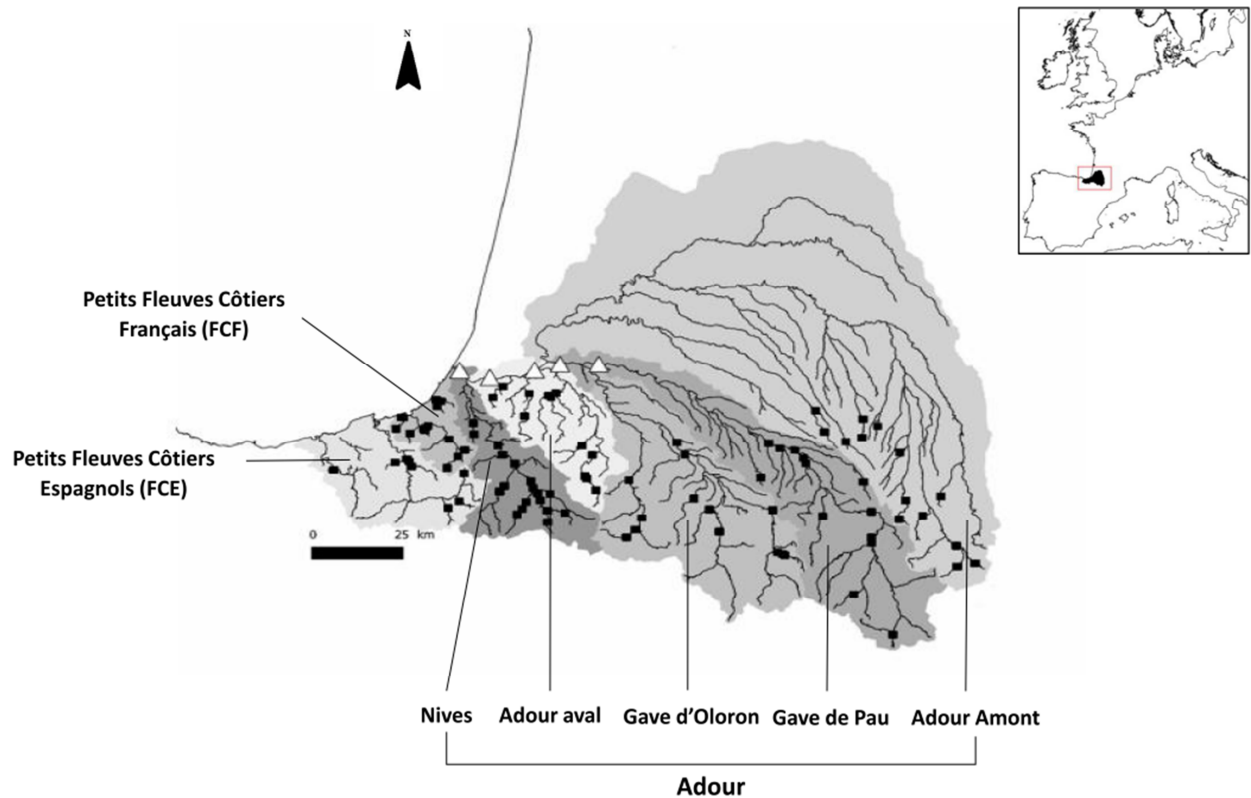 N
Petits Fleuves Côtiers
Français (FCF)
Petits Fleuves Côtiers
Espagnols (FCE)
0 25 km
Nives Adour aval Gave d'Oloron Gave de Pau Adour Amont
Adour